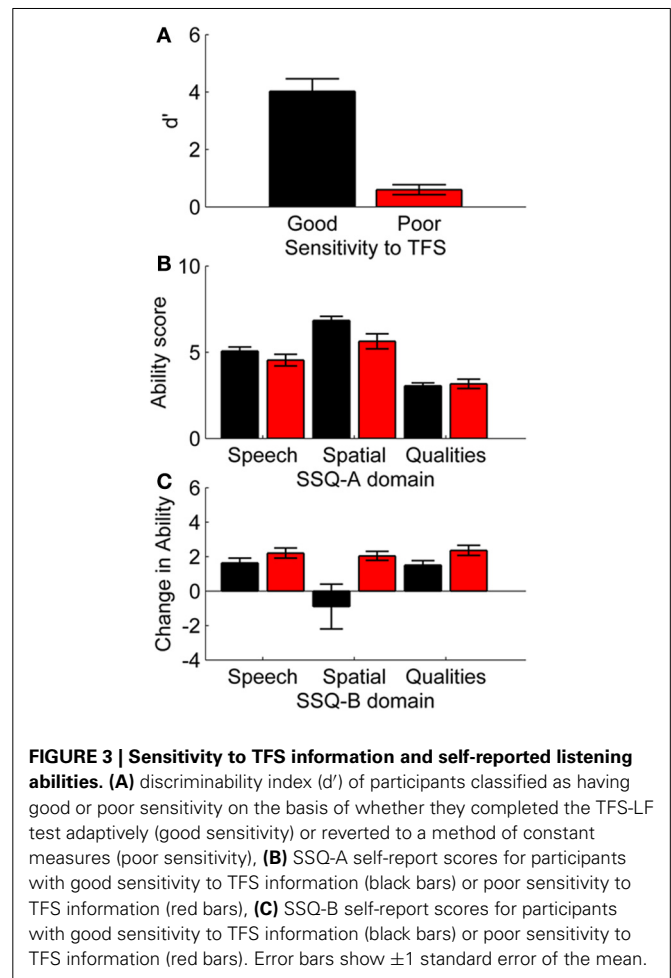 A
6
4
2
0
d'
Good Poor
Sensitivity to TFS
B
10
5
0
Ability score
Speech Spatial Qualities
SSQ-A domain
C
6
4
2
0
-2
-4
Change in Ability
Speech Spatial Qualities
SSQ-B domain
FIGURE 3 | Sensitivity to TFS information and self-reported listening
abilities. (A) discriminability index (d′) of participants classified as having
good or poor sensitivity on the basis of whether they completed the TFS-LF
test adaptively (good sensitivity) or reverted to a method of constant
measures (poor sensitivity), (B) SSQ-A self-report scores for participants
with good sensitivity to TFS information (black bars) or poor sensitivity to
TFS information (red bars), (C) SSQ-B self-report scores for participants
with good sensitivity to TFS information (black bars) or poor sensitivity to
TFS information (red bars). Error bars show ±1 standard error of the mean.